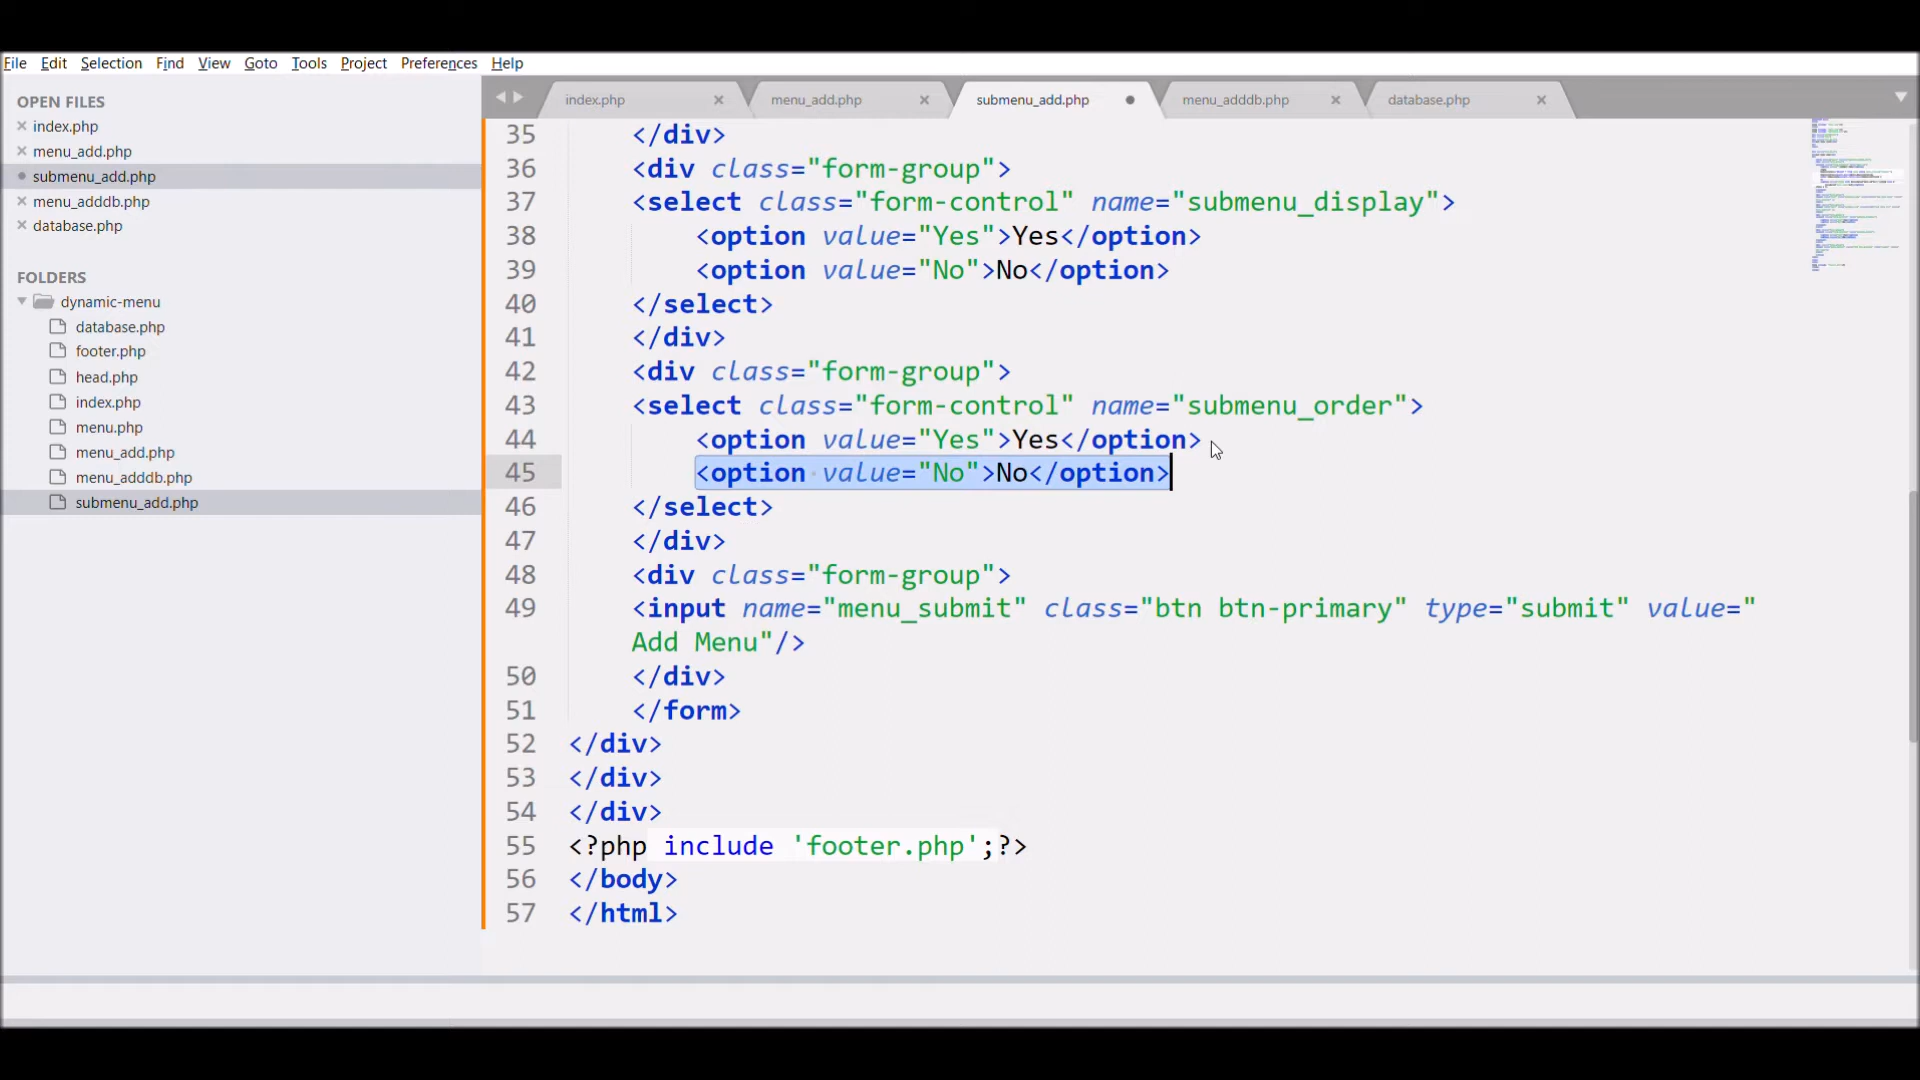 File Edit Selection Find View Goto Tools Project Preferences Help
OPEN FILES
index.php
menu_add.php
submenu_add.php
menu_adddb.php
database.php
FOLDERS
dynamic-menu
database.php
footer.php
head.php
index.php
menu.php
menu_add.php
menu_adddb.php
submenu_add.php
index.php menu_add.php submenu_add.php menu_adddb.php database.php
35 </div>
36 <div class="form-group">
37 <select class="form-control" name="submenu_display">
38 <option value="Yes">Yes</option>
39 <option value="No">No</option>
40 </select>
41 </div>
42 <div class="form-group">
43 <select class="form-control" name="submenu_order">
44 <option value="Yes">Yes</option>
45 <option value="No">No</option>
46 </select>
47 </div>
48 <div class="form-group">
49 <input name="menu_submit" class="btn btn-primary" type="submit" value="
Add Menu"/>
50 </div>
51 </form>
52 </div>
53 </div>
54 </div>
55 <?php include 'footer.php';?>
56 </body>
57 </html>